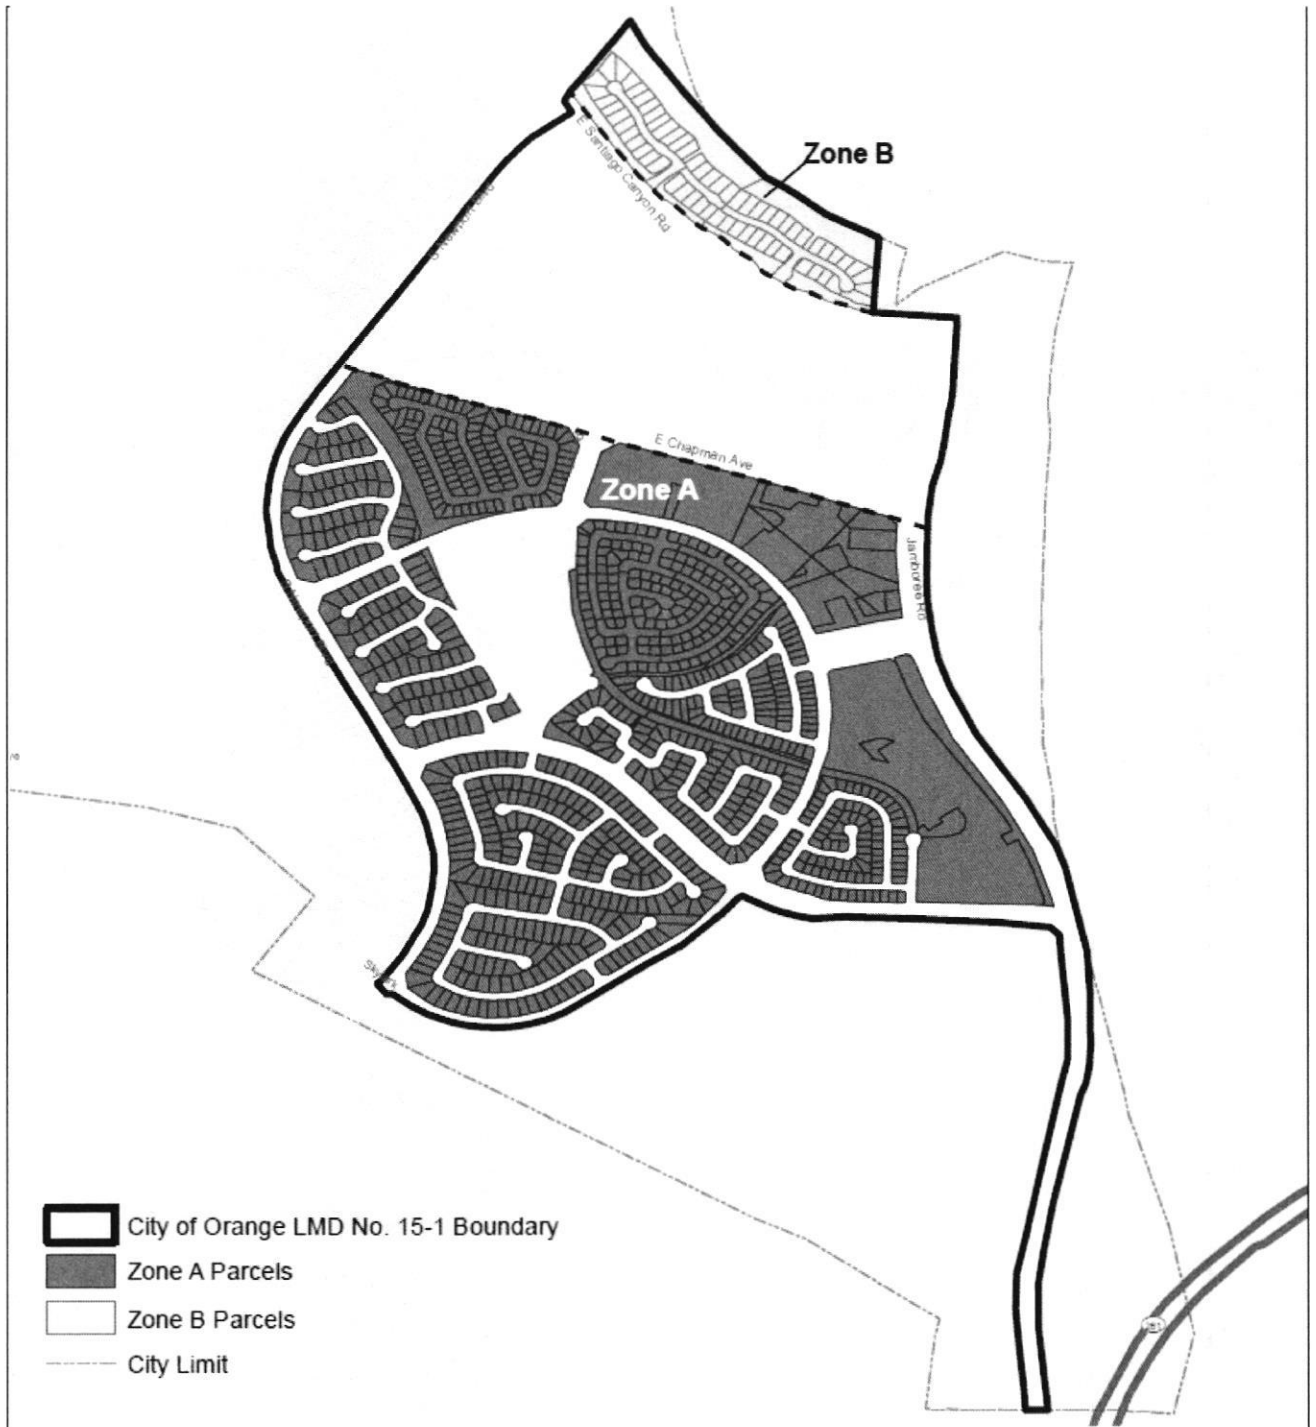 Zone B
E Santiago Canyon Rd
E Chapman Ave
Zone A
Jamboree Rd
City of Orange LMD No. 15-1 Boundary
Zone A Parcels
Zone B Parcels
City Limit